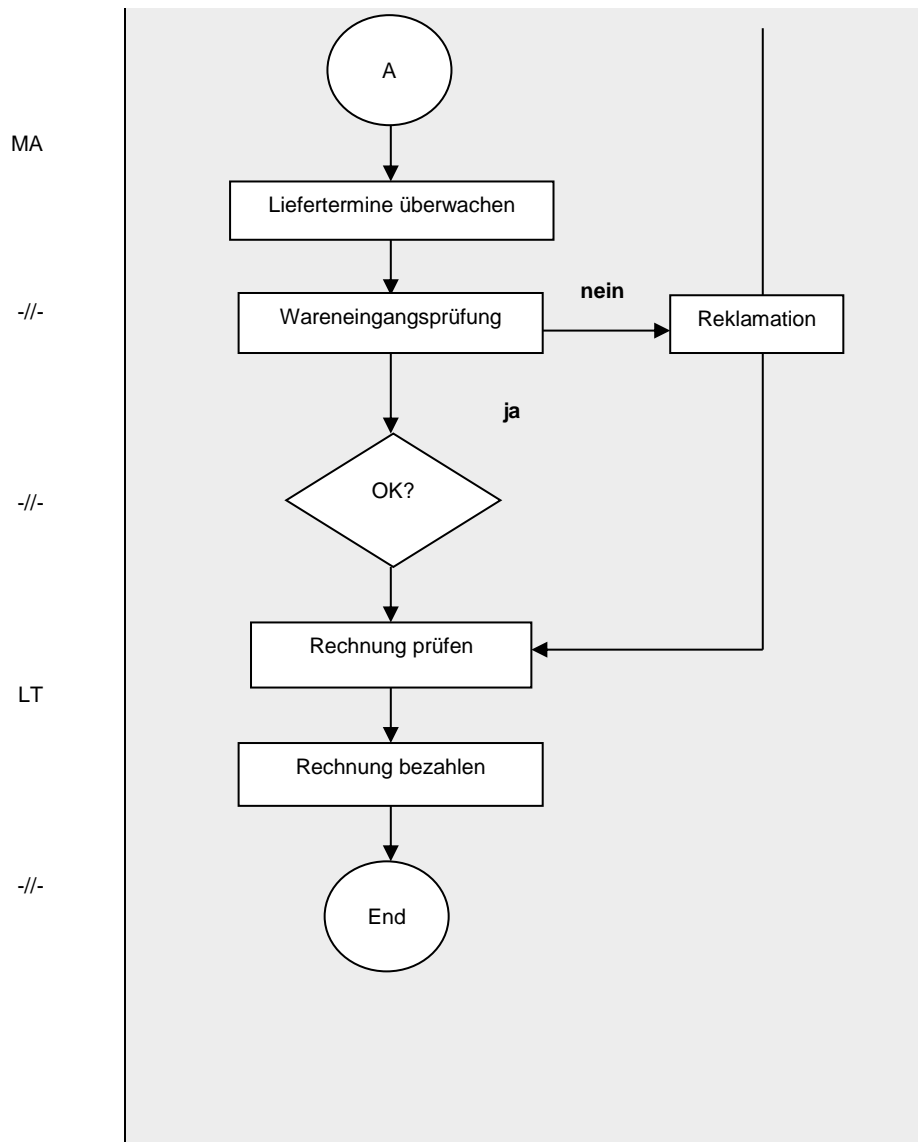 A
MA
Liefertermine überwachen
nein
-//-
Wareneingangsprüfung
Reklamation
ja
-//-
OK?
Rechnung prüfen
LT
Rechnung bezahlen
-//-
End